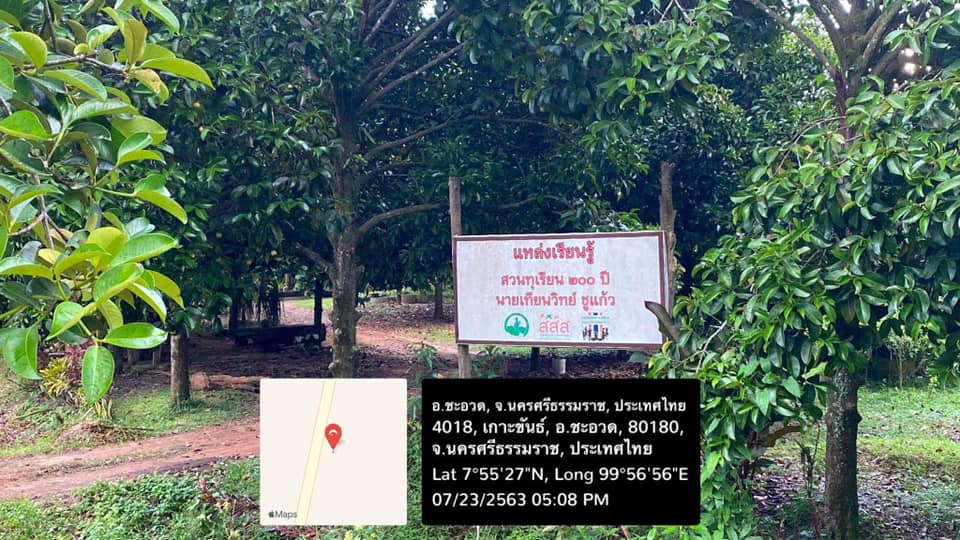 แหล่งเรียนรู้
สวนทุเรียน ๒๐๐ ปี
นายเทียนวิทย์ ชูแก้ว
สสส
Maps
อ.ชะอวด, จ.นครศรีธรรมราช, ประเทศไทย
4018, เกาะขันธ์, อ.ชะอวด, 80180,
จ.นครศรีธรรมราช, ประเทศไทย
Lat 7°55'27"N, Long 99°56'56"E
07/23/2563 05:08 PM